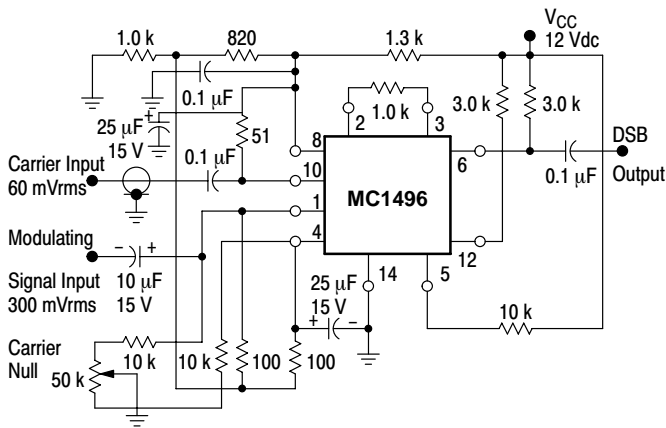 1.0 k
820
1.3 k
VCC
12 Vdc
0.1 µF
1.0 k
3.0 k
3.0 k
+
25 µF
15 V
51
2
3
8
6
DSB
Carrier Input
60 mVrms
0.1 µF
10
MC1496
0.1 µF
Output
1
Modulating
4
12
− +
14
5
Signal Input
300 mVrms
10 µF
15 V
25 µF
15 V
+ −
10 k
Carrier
Null
10 k
10 k
100
100
50 k